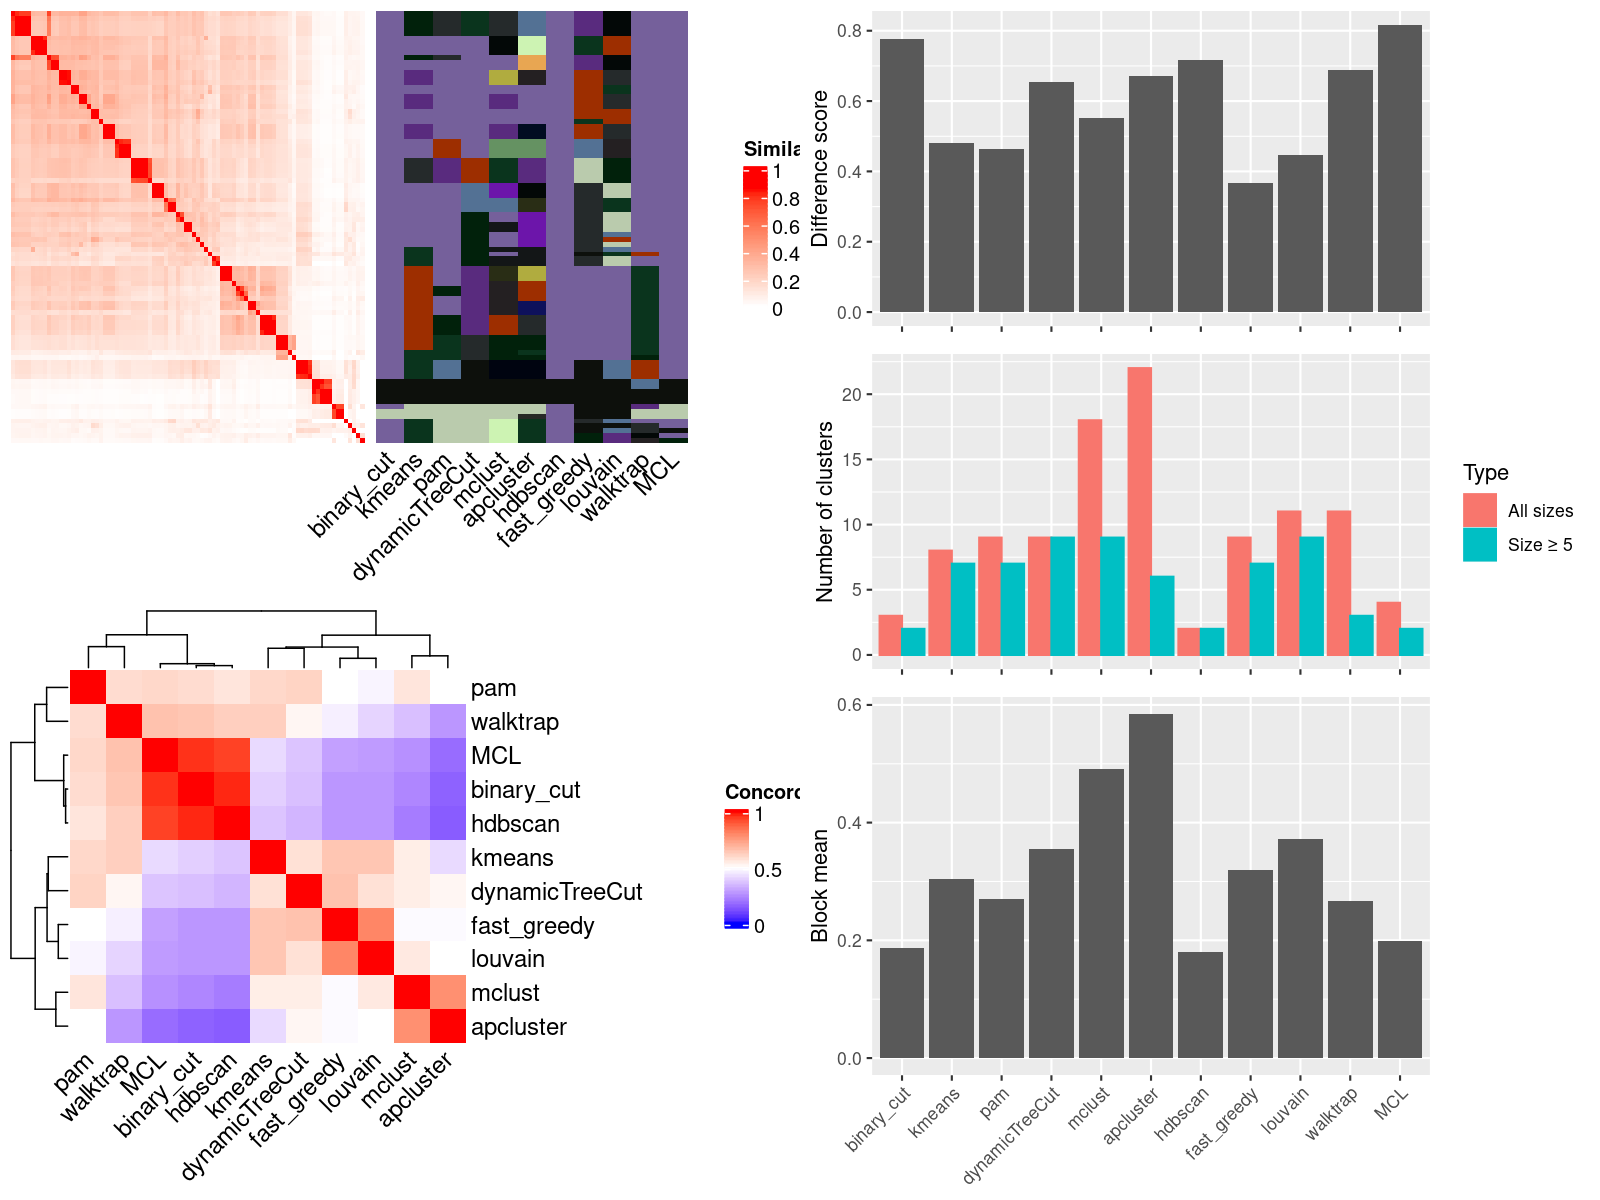 Simila
1
0.8
0.6
0.4
0.2
0
binary_cut
kmeans
pam
dynamicTreeCut
mclust
apcluster
hdbscan
fast_greedy
louvain
walktrap
MCL
pam
walktrap
MCL
binary_cut
hdbscan
kmeans
dynamicTreeCut
fast_greedy
louvain
mclust
apcluster
Concord
1
0.5
0
pam
walktrap
MCL
binary_cut
hdbscan
kmeans
dynamicTreeCut
fast_greedy
louvain
mclust
apcluster
Difference score
0.8
0.6
0.4
0.2
0.0
Number of clusters
20
15
10
5
0
Type
All sizes
Size ≥ 5
Block mean
0.6
0.4
0.2
0.0
binary_cut
kmeans
pam
dynamicTreeCut
mclust
apcluster
hdbscan
fast_greedy
louvain
walktrap
MCL